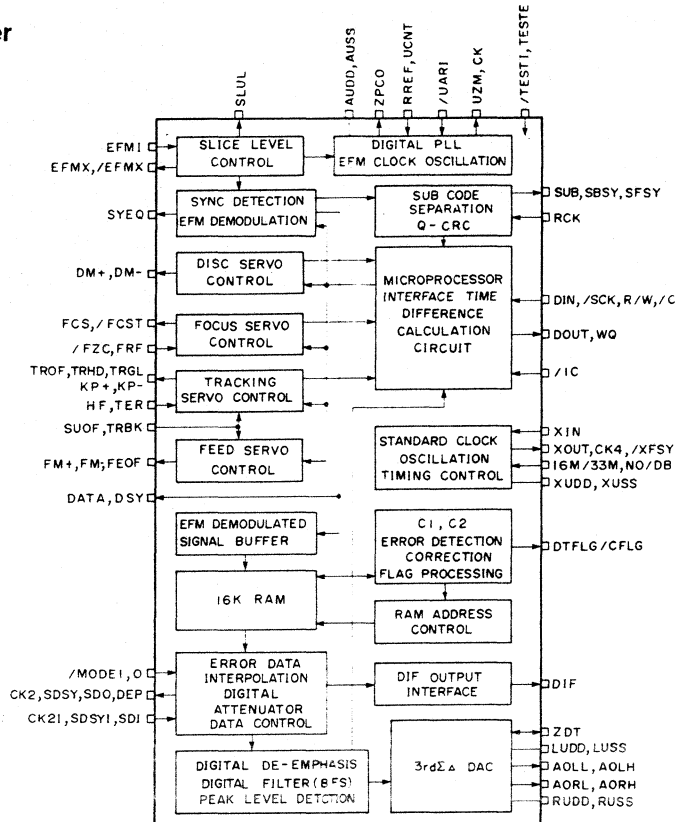 er
SLUL
AUDD, AUSS
ZPCO
RREF, UCNT
/UARI
UZM, CK
/TEST1, TESTE
EFMI
EFMX, /EFMX
SLICE LEVEL
CONTROL
DIGITAL PLL
EFM CLOCK OSCILLATION
SYEQ
SYNC DETECTION
EFM DEMODULATION
SUB CODE
SEPARATION
Q-CRC
SUB, SBSY, SFSY
RCK
DM+, DM-
DISC SERVO
CONTROL
MICROPROCESSOR
INTERFACE TIME
DIFFERENCE
CALCULATION
CIRCUIT
DIN, /SCK, R/W, /C
DOUT, WQ
/IC
FCS, /FCST
/FZC, FRF
FOCUS SERVO
CONTROL
TROF, TRHD, TRGL
KP+, KP-
HF, TER
TRACKING
SERVO CONTROL
SUOF, TRBK
FM+, FM-, FEOF
FEED SERVO
CONTROL
STANDARD CLOCK
OSCILLATION
TIMING CONTROL
XIN
XOUT, CK4, /XFSY
16M/33M, NO/DB
XUDD, XUSS
DATA, DSY
EFM DEMODULATED
SIGNAL BUFFER
C1, C2
ERROR DETECTION
CORRECTION
FLAG PROCESSING
DTFLG/CFLG
16K RAM
RAM ADDRESS
CONTROL
/MODE1, 0
CK2, SDSY, SDO, DEP
CK2I, SDSYI, SDI
ERROR DATA
INTERPOLATION
DIGITAL
ATTENUATOR
DATA CONTROL
DIF OUTPUT
INTERFACE
DIF
DIGITAL DE-EMPHASIS
DIGITAL FILTER (8FS)
PEAK LEVEL DETCTION
3rdΣ∆ DAC
ZDT
LUDD, LUSS
AOLL, AOLH
AORL, AORH
RUDD, RUSS